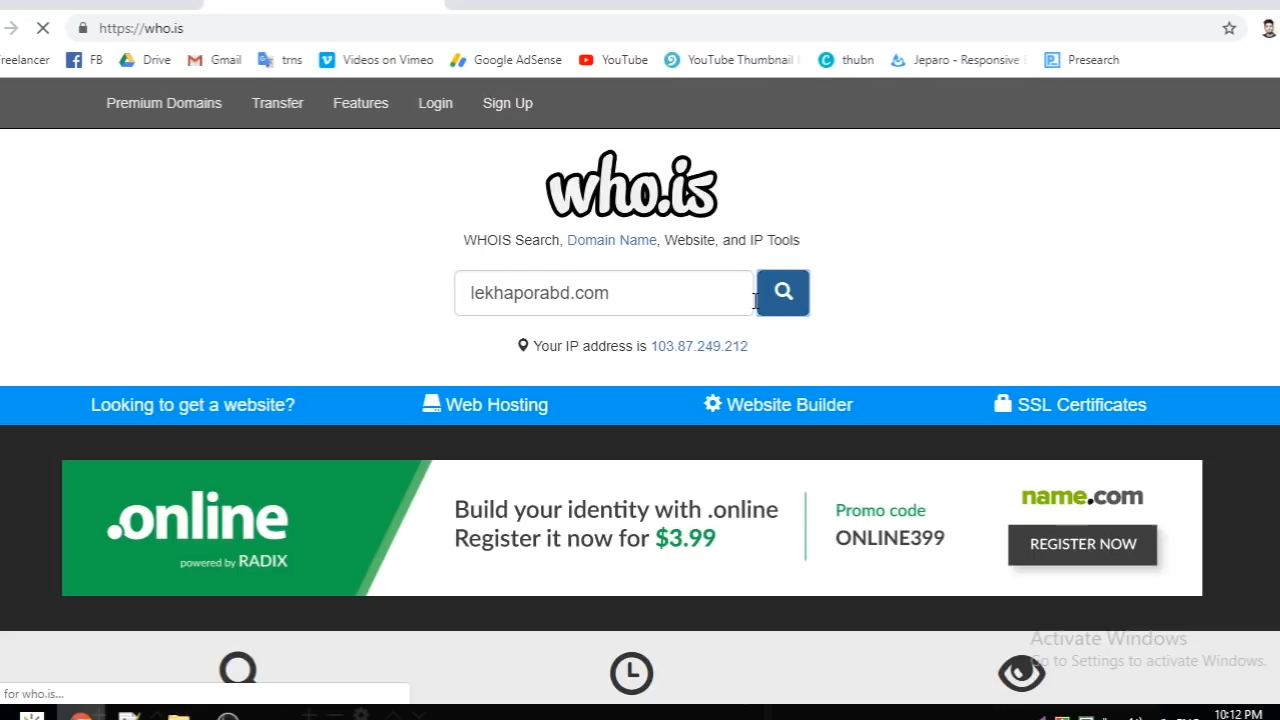 https://who.is
reelancer FB Drive Gmail trns Videos on Vimeo Google AdSense YouTube YouTube Thumbnail thubn Jeparo - Responsive Presearch
Premium Domains Transfer Features Login Sign Up
who.is
WHOIS Search, Domain Name, Website, and IP Tools
lekhaporabd.com
Your IP address is 103.87.249.212
Looking to get a website? Web Hosting Website Builder SSL Certificates
.online
powered by RADIX
Build your identity with .online
Register it now for $3.99
Promo code
ONLINE399
name.com
REGISTER NOW
Activate Windows
Go to Settings to activate Windows.
for who.is...
10:12 PM